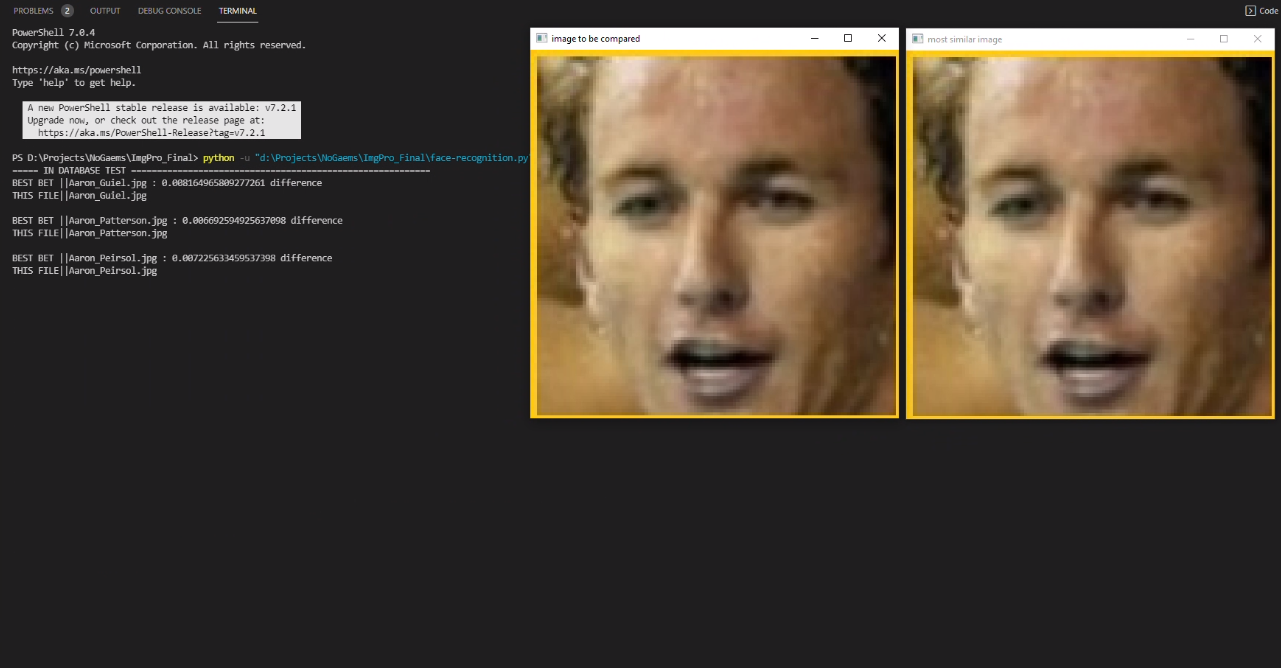 PROBLEMS 2 OUTPUT DEBUG CONSOLE TERMINAL
Code
PowerShell 7.0.4
Copyright (c) Microsoft Corporation. All rights reserved.
https://aka.ms/powershell
Type 'help' to get help.
A new PowerShell stable release is available: v7.2.1
Upgrade now, or check out the release page at:
https://aka.ms/PowerShell-Release?tag=v7.2.1
PS D:\Projects\NoGaems\ImgPro_Final> python -u "d:\Projects\NoGaems\ImgPro_Final\face-recognition.py
----- IN DATABASE TEST ----------------------------------------------------------
BEST BET ||Aaron_Guiel.jpg : 0.008164965809277261 difference
THIS FILE||Aaron_Guiel.jpg
BEST BET ||Aaron_Patterson.jpg : 0.006692594925637098 difference
THIS FILE||Aaron_Patterson.jpg
BEST BET ||Aaron_Peirsol.jpg : 0.007225633459537398 difference
THIS FILE||Aaron_Peirsol.jpg
image to be compared
most similar image